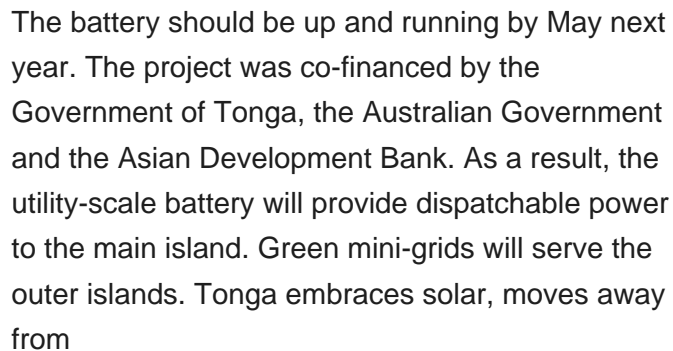 The battery should be up and running by May next
year. The project was co-financed by the
Government of Tonga, the Australian Government
and the Asian Development Bank. As a result, the
utility-scale battery will provide dispatchable power
to the main island. Green mini-grids will serve the
outer islands. Tonga embraces solar, moves away
from